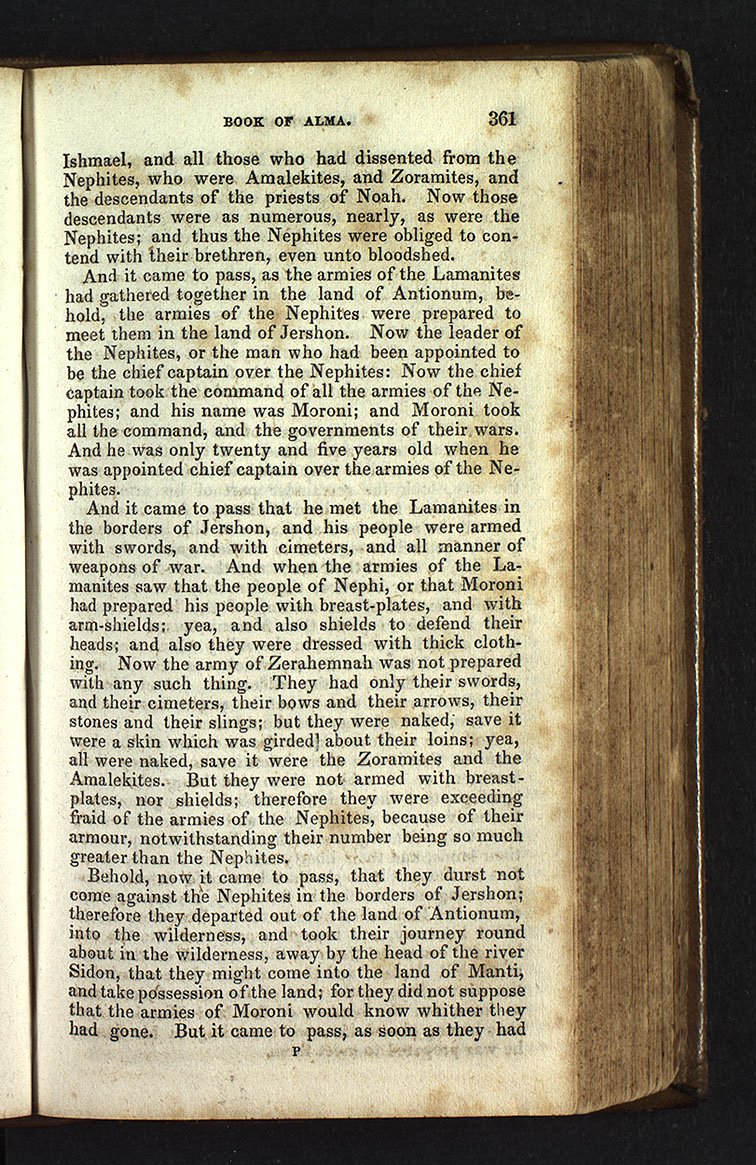 BOOK OF ALMA. 361
Ishmael, and all those who had dissented from the
Nephites, who were Amalekites, and Zoramites, and
the descendants of the priests of Noah. Now those
descendants were as numerous, nearly, as were the
Nephites; and thus the Nephites were obliged to con-
tend with their brethren, even unto bloodshed.
And it came to pass, as the armies of the Lamanites
had gathered together in the land of Antionum, be-
hold, the armies of the Nephites were prepared to
meet them in the land of Jershon. Now the leader of
the Nephites, or the man who had been appointed to
be the chief captain over the Nephites: Now the chief
captain took the command of all the armies of the Ne-
phites; and his name was Moroni; and Moroni took
all the command, and the governments of their wars.
And he was only twenty and five years old when he
was appointed chief captain over the armies of the Ne-
phites.
And it came to pass that he met the Lamanites in
the borders of Jershon, and his people were armed
with swords, and with cimeters, and all manner of
weapons of war. And when the armies of the La-
manites saw that the people of Nephi, or that Moroni
had prepared his people with breast-plates, and with
arm-shields; yea, and also shields to defend their
heads; and also they were dressed with thick cloth-
ing. Now the army of Zerahemnah was not prepared
with any such thing. They had only their swords,
and their cimeters, their bows and their arrows, their
stones and their slings; but they were naked, save it
were a skin which was girded] about their loins; yea,
all were naked, save it were the Zoramites and the
Amalekites. But they were not armed with breast-
plates, nor shields; therefore they were exceeding
fraid of the armies of the Nephites, because of their
armour, notwithstanding their number being so much
greater than the Nephites.
Behold, now it came to pass, that they durst not
come against the Nephites in the borders of Jershon;
therefore they departed out of the land of Antionum,
into the wilderness, and took their journey round
about in the wilderness, away by the head of the river
Sidon, that they might come into the land of Manti,
and take possession of the land; for they did not suppose
that the armies of Moroni would know whither they
had gone. But it came to pass, as soon as they had
P